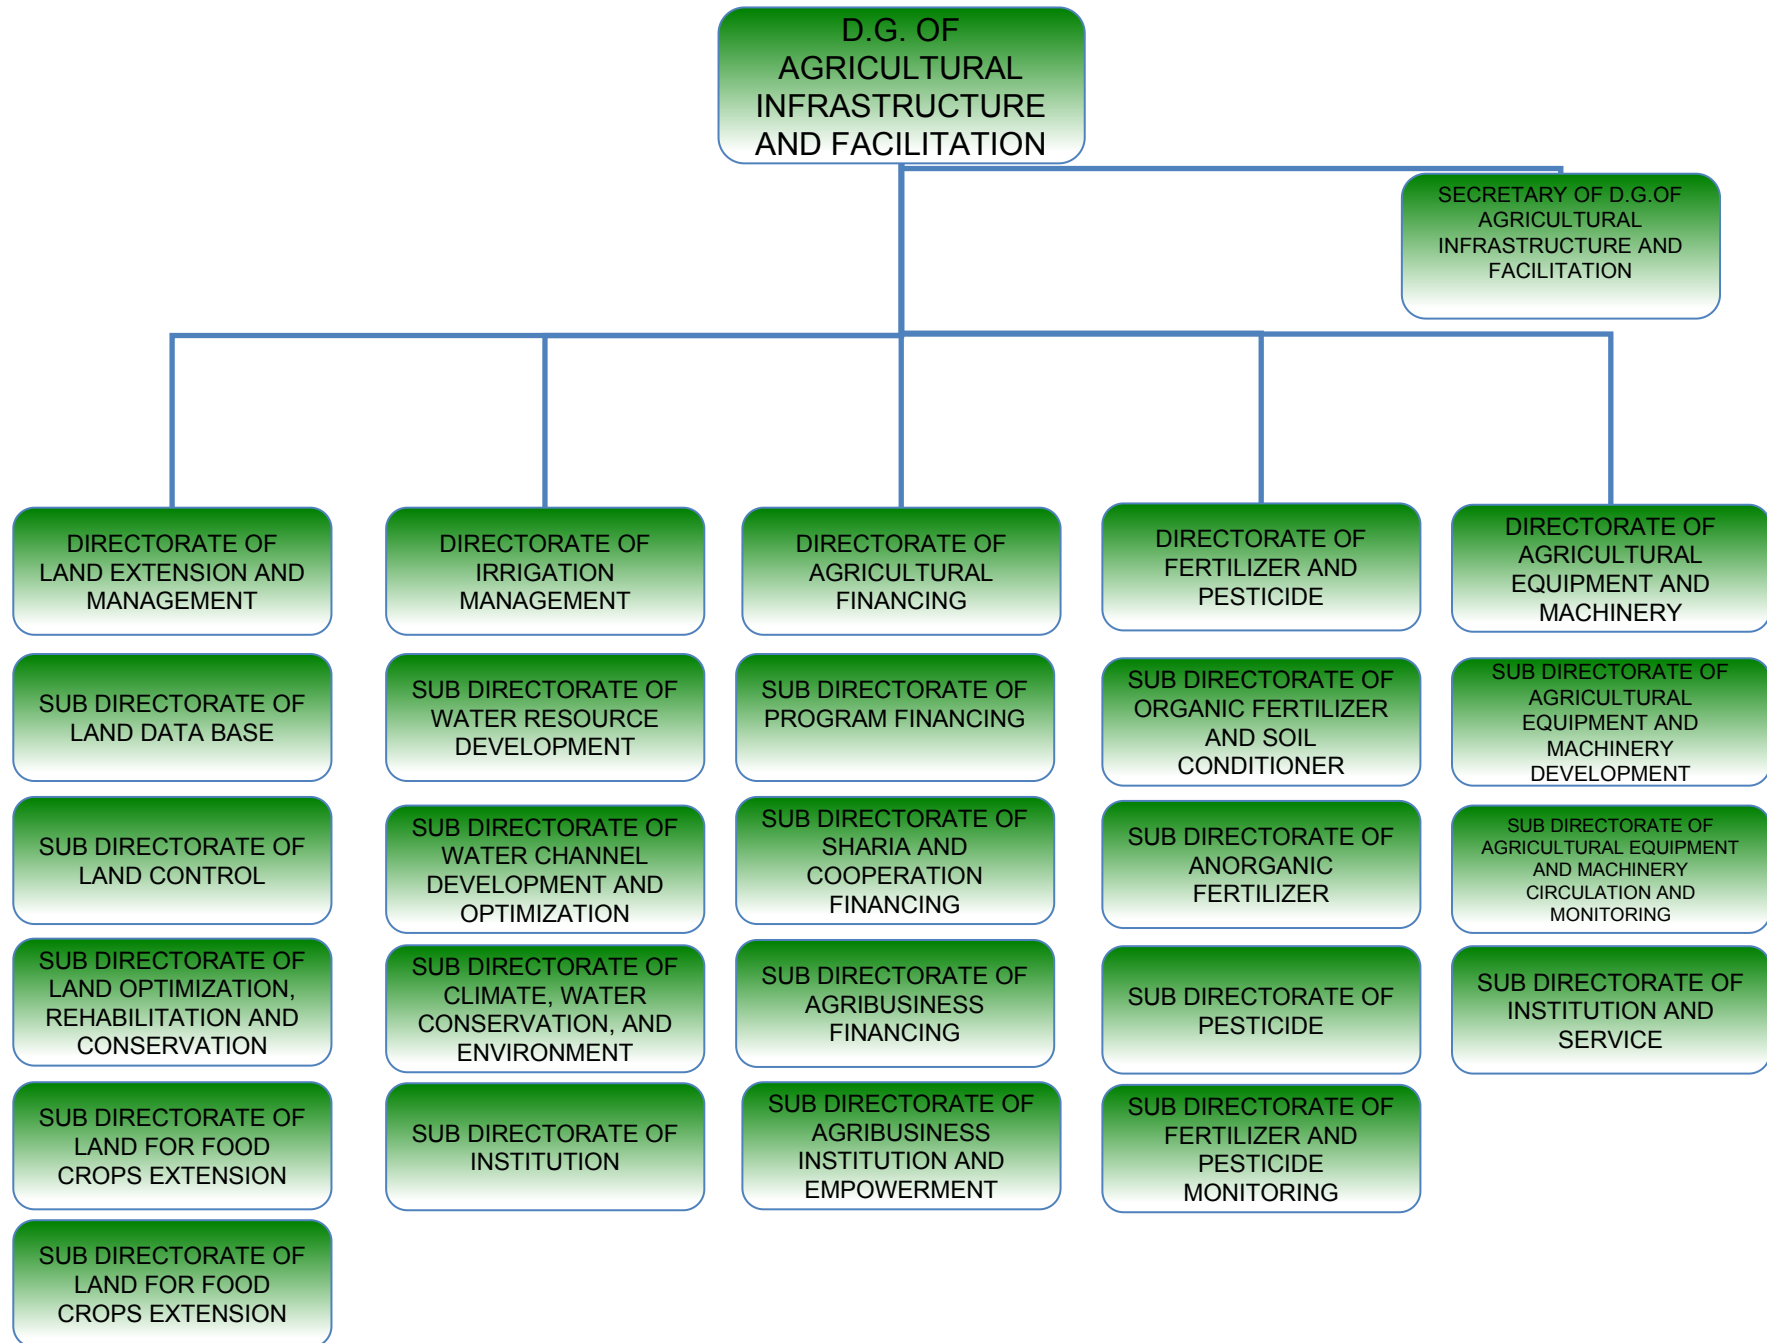 D.G. OF
AGRICULTURAL
INFRASTRUCTURE
AND FACILITATION
SECRETARY OF D.G.OF
AGRICULTURAL
INFRASTRUCTURE AND
FACILITATION
DIRECTORATE OF
LAND EXTENSION AND
MANAGEMENT
DIRECTORATE OF
IRRIGATION
MANAGEMENT
DIRECTORATE OF
AGRICULTURAL
FINANCING
DIRECTORATE OF
FERTILIZER AND
PESTICIDE
DIRECTORATE OF
AGRICULTURAL
EQUIPMENT AND
MACHINERY
SUB DIRECTORATE OF
LAND DATA BASE
SUB DIRECTORATE OF
WATER RESOURCE
DEVELOPMENT
SUB DIRECTORATE OF
PROGRAM FINANCING
SUB DIRECTORATE OF
ORGANIC FERTILIZER
AND SOIL
CONDITIONER
SUB DIRECTORATE OF
AGRICULTURAL
EQUIPMENT AND
MACHINERY
DEVELOPMENT
SUB DIRECTORATE OF
LAND CONTROL
SUB DIRECTORATE OF
WATER CHANNEL
DEVELOPMENT AND
OPTIMIZATION
SUB DIRECTORATE OF
SHARIA AND
COOPERATION
FINANCING
SUB DIRECTORATE OF
ANORGANIC
FERTILIZER
SUB DIRECTORATE OF
AGRICULTURAL EQUIPMENT
AND MACHINERY
CIRCULATION AND
MONITORING
SUB DIRECTORATE OF
LAND OPTIMIZATION,
REHABILITATION AND
CONSERVATION
SUB DIRECTORATE OF
CLIMATE, WATER
CONSERVATION, AND
ENVIRONMENT
SUB DIRECTORATE OF
AGRIBUSINESS
FINANCING
SUB DIRECTORATE OF
PESTICIDE
SUB DIRECTORATE OF
INSTITUTION AND
SERVICE
SUB DIRECTORATE OF
LAND FOR FOOD
CROPS EXTENSION
SUB DIRECTORATE OF
INSTITUTION
SUB DIRECTORATE OF
AGRIBUSINESS
INSTITUTION AND
EMPOWERMENT
SUB DIRECTORATE OF
FERTILIZER AND
PESTICIDE
MONITORING
SUB DIRECTORATE OF
LAND FOR FOOD
CROPS EXTENSION